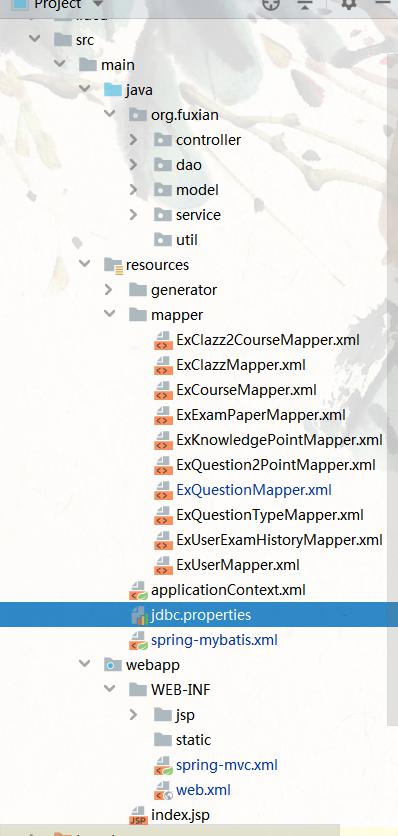 Project
src
main
java
org.fuxian
controller
dao
model
service
util
resources
generator
mapper
ExClazz2CourseMapper.xml
ExClazzMapper.xml
ExCourseMapper.xml
ExExamPaperMapper.xml
ExKnowledgePointMapper.xml
ExQuestion2PointMapper.xml
ExQuestionMapper.xml
ExQuestionTypeMapper.xml
ExUserExamHistoryMapper.xml
ExUserMapper.xml
applicationContext.xml
jdbc.properties
spring-mybatis.xml
webapp
WEB-INF
jsp
static
spring-mvc.xml
web.xml
index.jsp